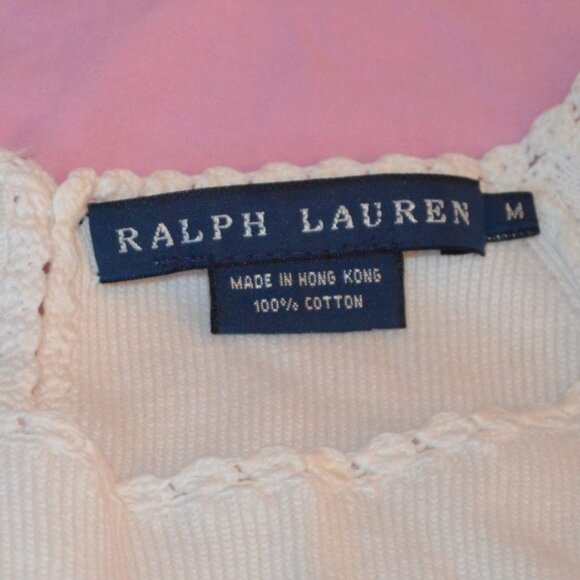 RALPH LAUREN
M
MADE IN HONG KONG
100% COTTON